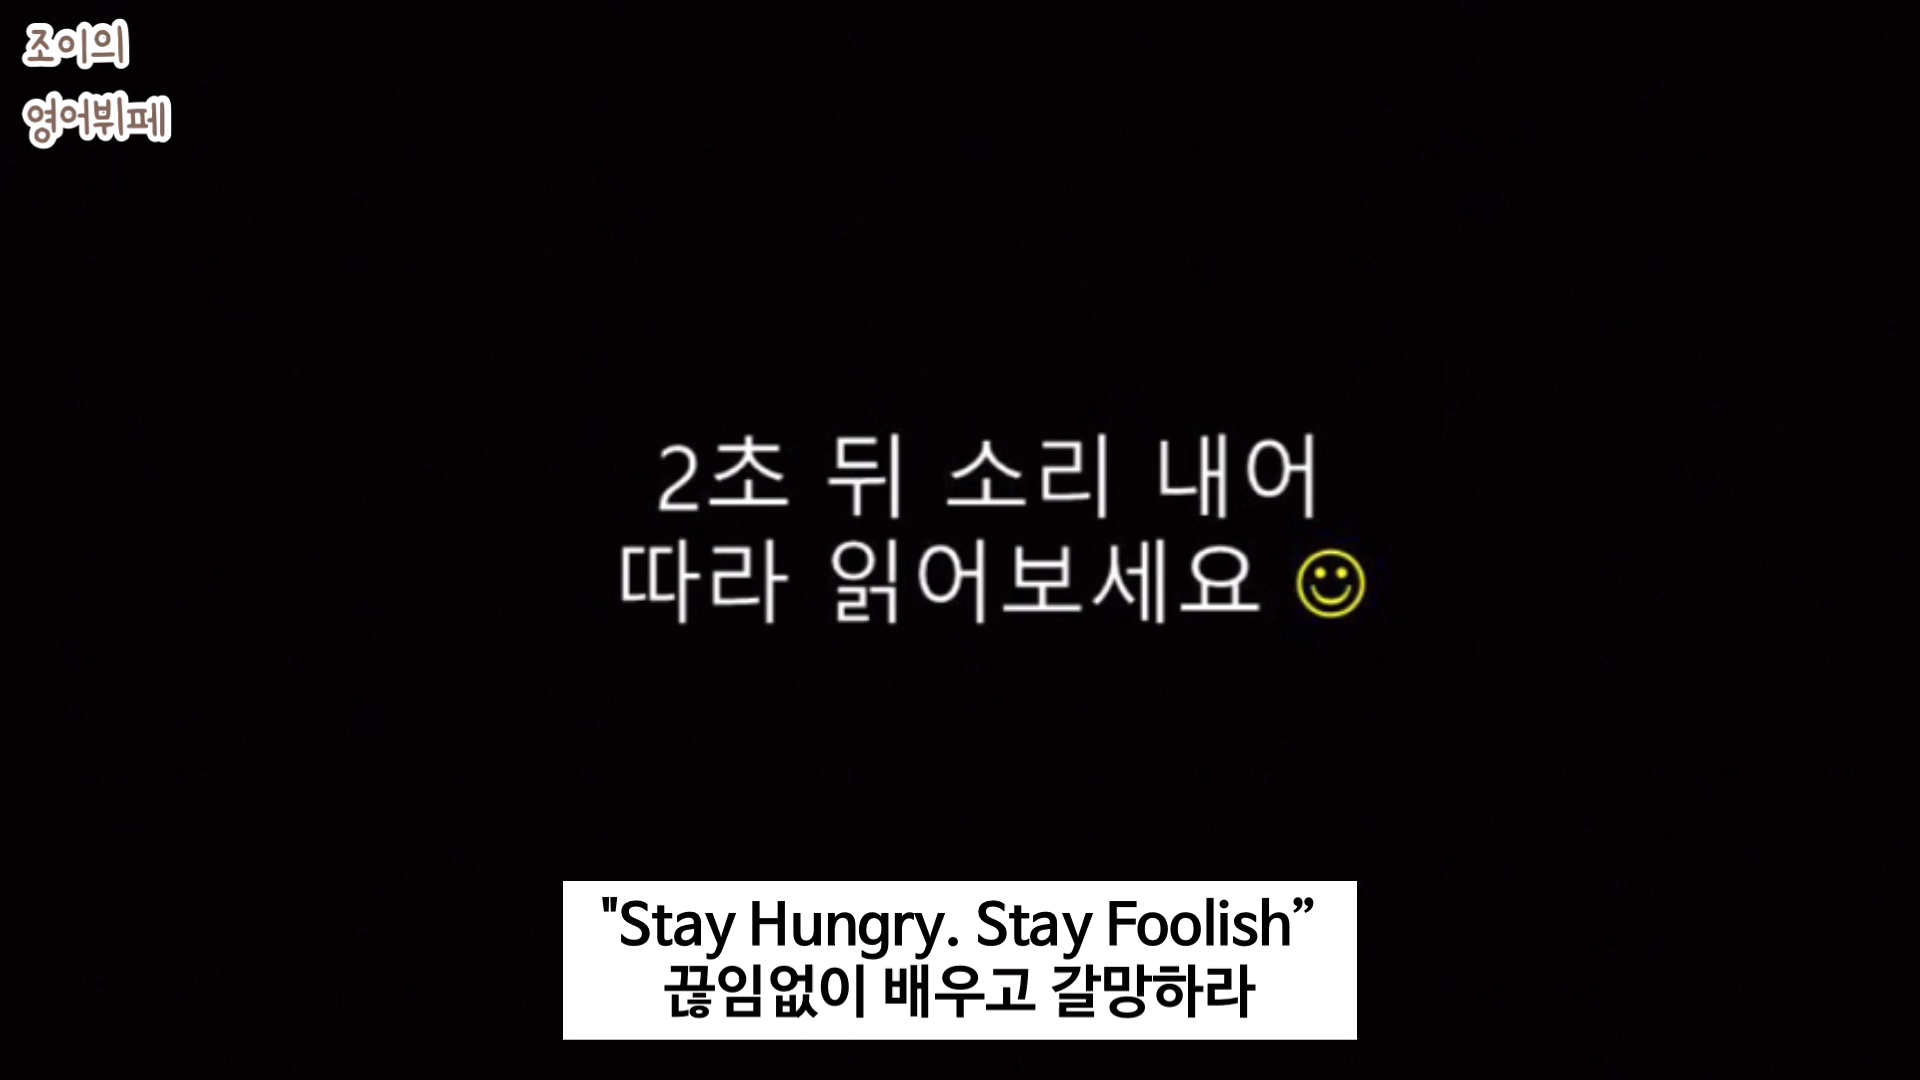 조이의
영어뷔페
2초 뒤 소리 내어
따라 읽어보세요 ☺
"Stay Hungry. Stay Foolish”
끊임없이 배우고 갈망하라